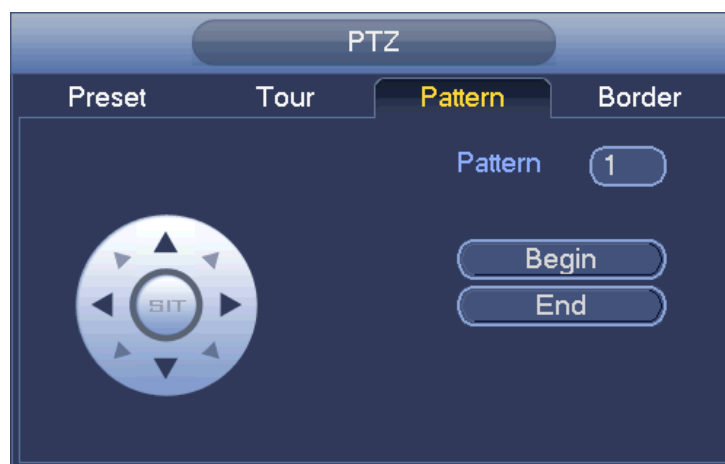 PTZ
Preset Tour Pattern Border
Pattern 1
Begin
SIT
End